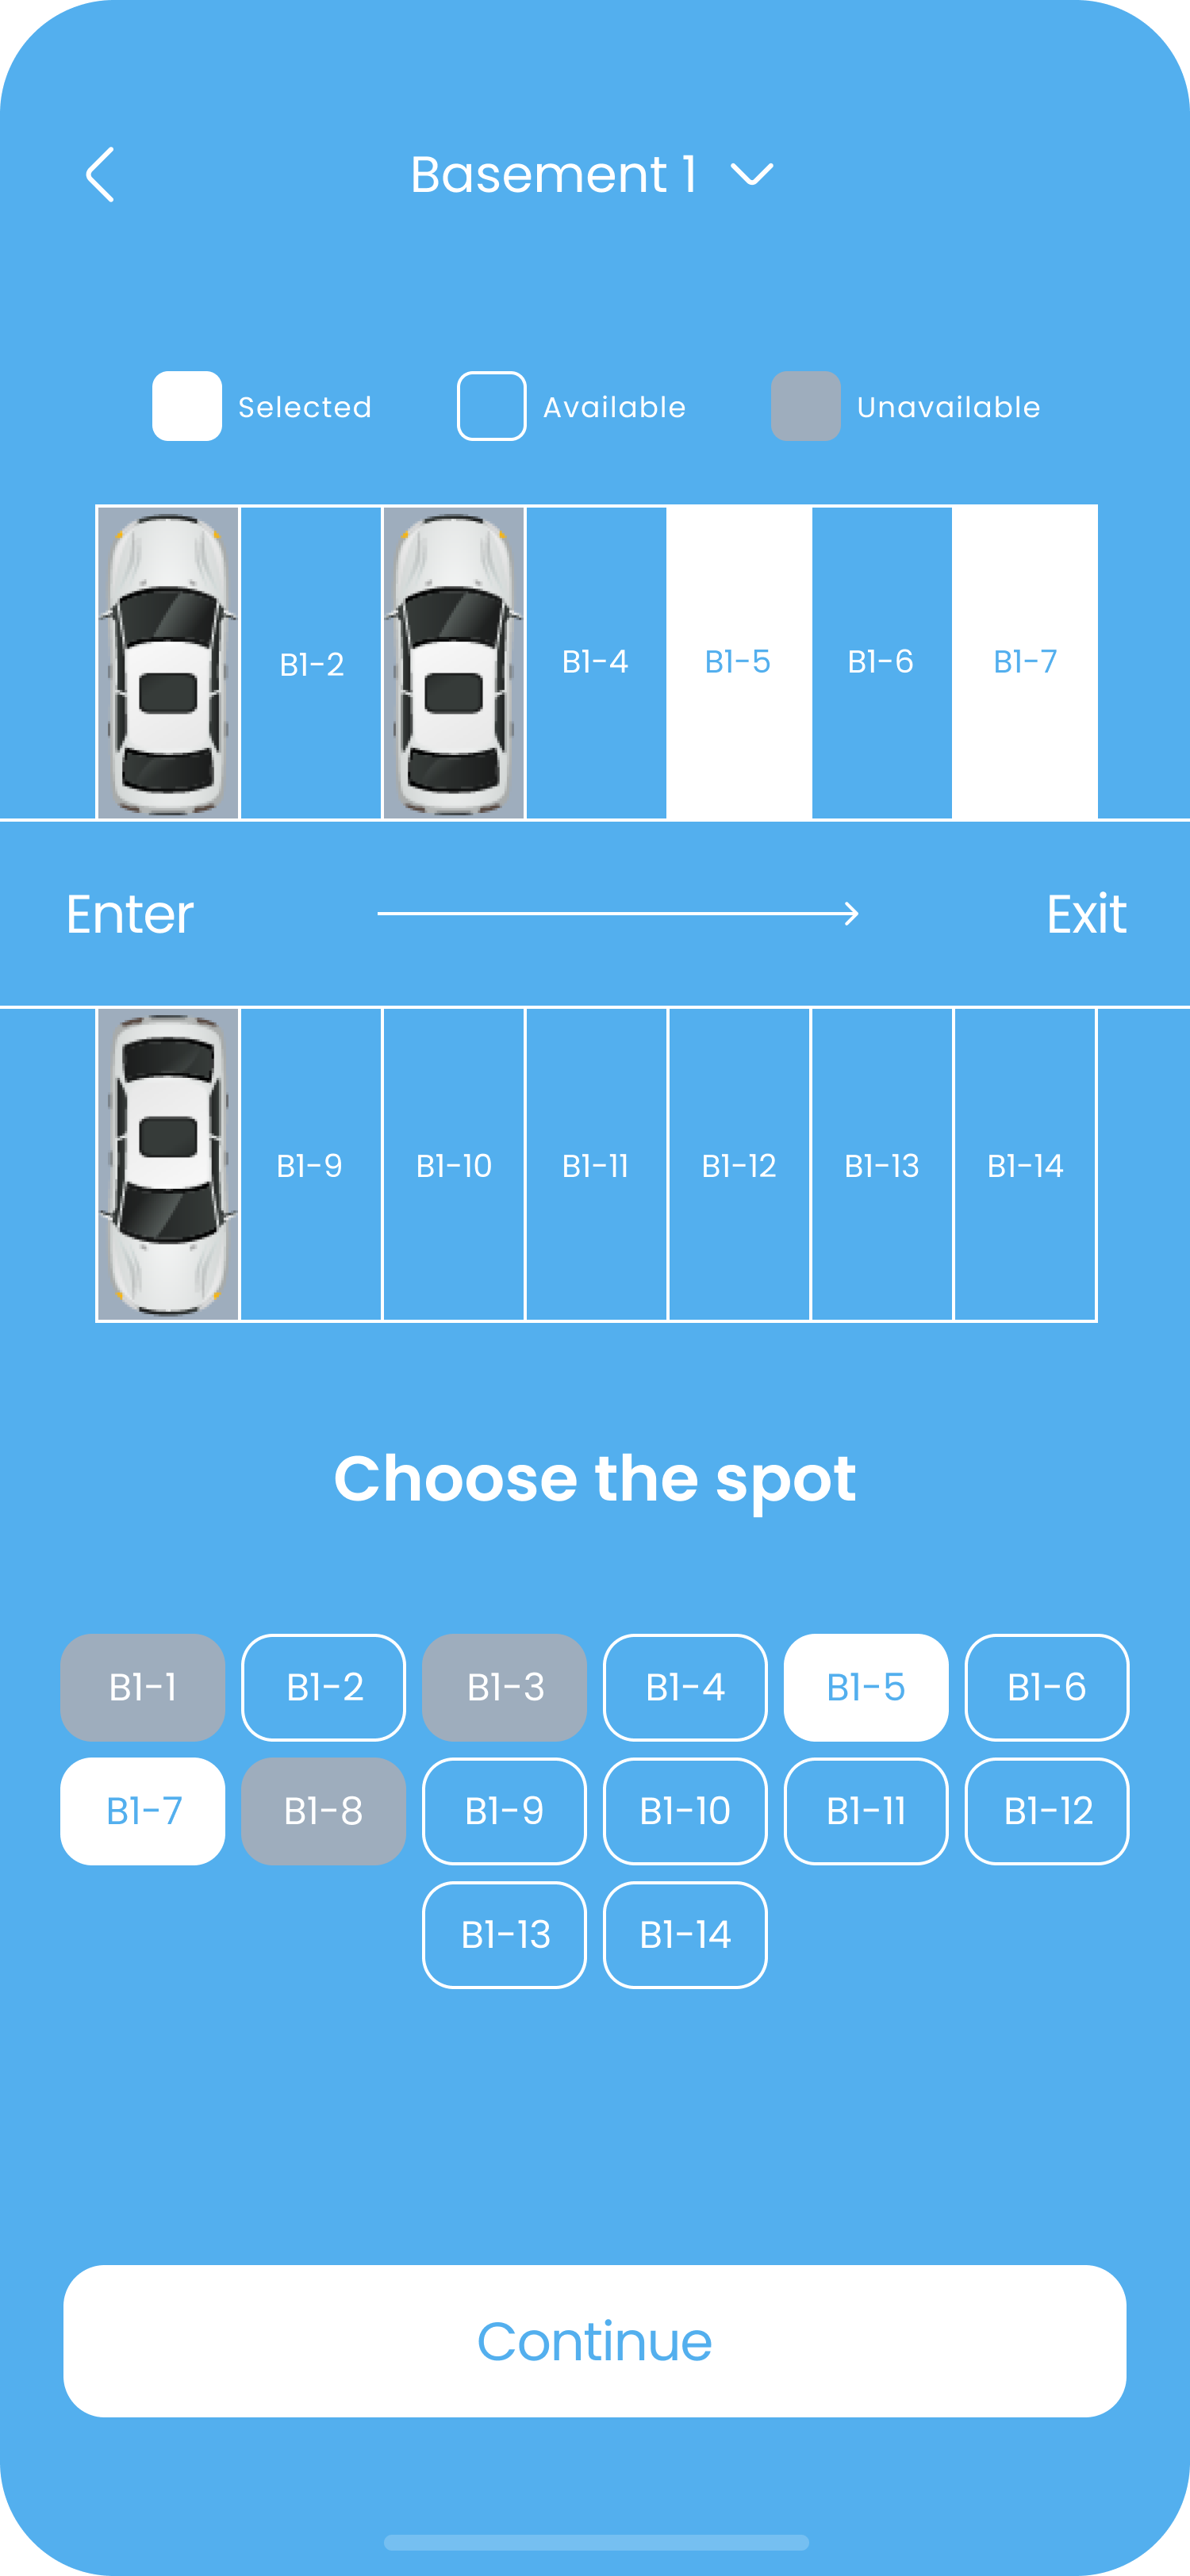 Basement 1
Selected Available Unavailable
B1-2 B1-4 B1-5 B1-6 B1-7
Enter Exit
B1-9 B1-10 B1-11 B1-12 B1-13 B1-14
Choose the spot
B1-1 B1-2 B1-3 B1-4 B1-5 B1-6
B1-7 B1-8 B1-9 B1-10 B1-11 B1-12
B1-13 B1-14
Continue